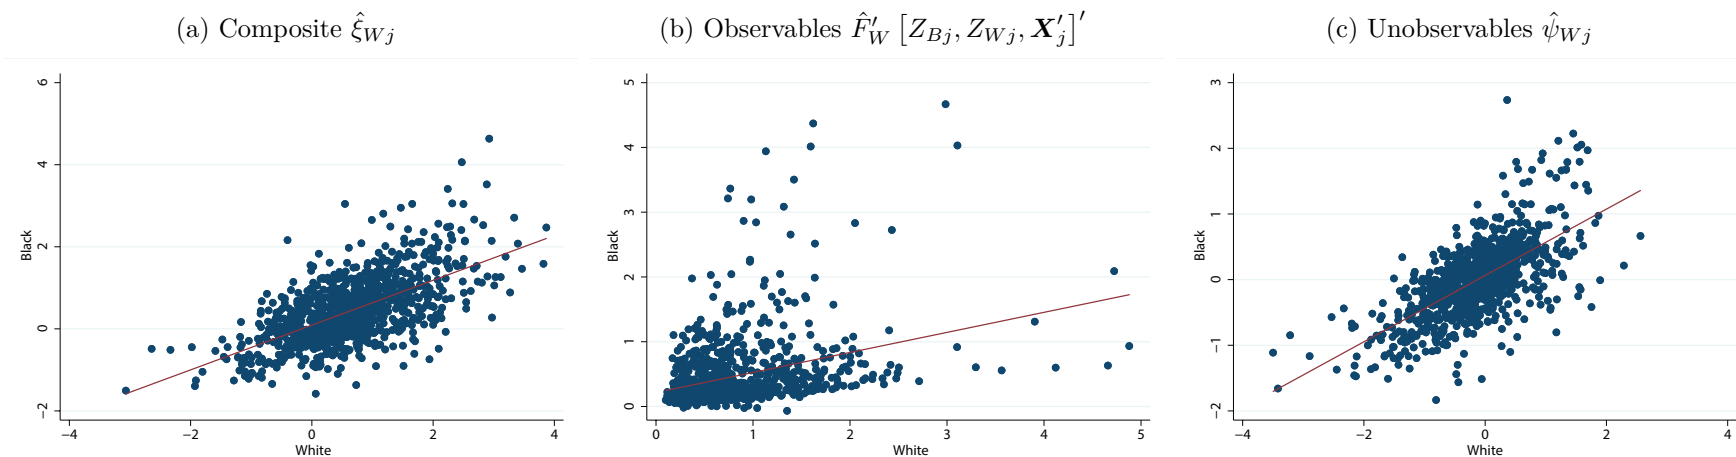 (a) Composite ξ̂_{Wj}
(b) Observables F̂′_W [Z_{Bj}, Z_{Wj}, X′_j]′
(c) Unobservables ψ̂_{Wj}
6
4
2
0
−2
Black
−4 −2 0 2 4
White
5
4
3
2
1
0
Black
0 1 2 3 4 5
White
3
2
1
0
−1
−2
Black
−4 −2 0 2 4
White